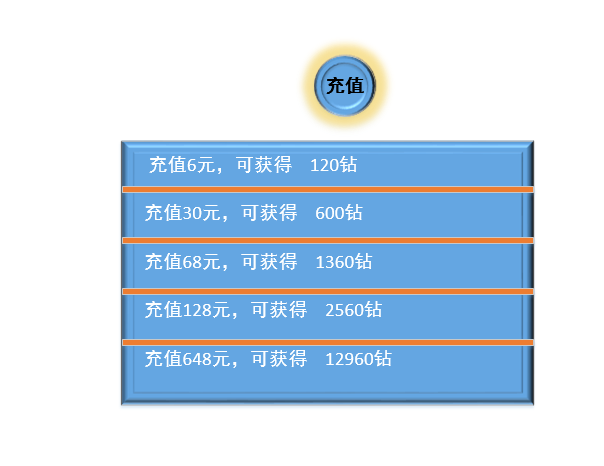 充值
充值6元，可获得 120钻
充值30元，可获得 600钻
充值68元，可获得 1360钻
充值128元，可获得 2560钻
充值648元，可获得 12960钻